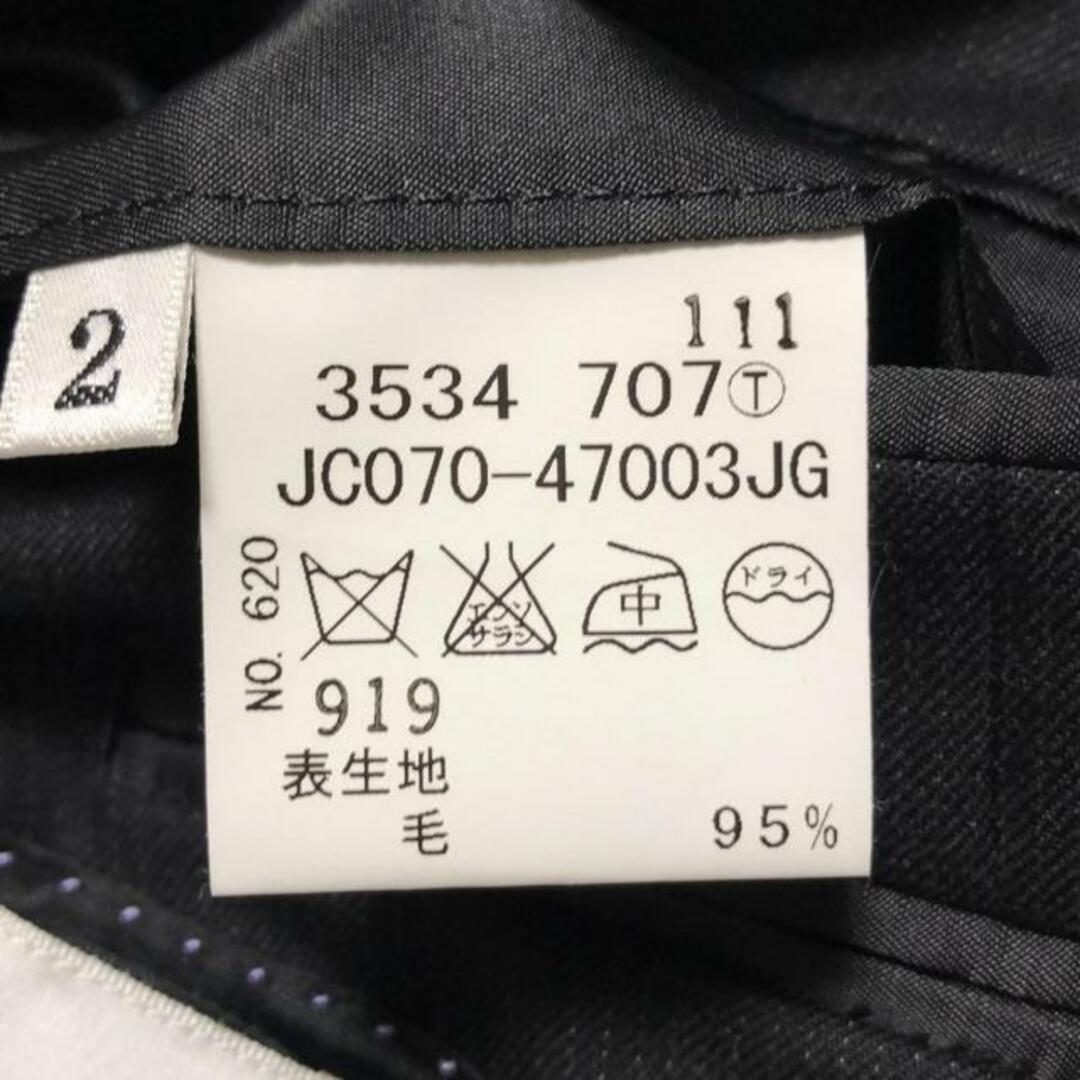 2
111
3534 707Ⓣ
JC070-47003JG
NO. 620
エンソ
サラシ
中
ドライ
919
表生地
毛 95%